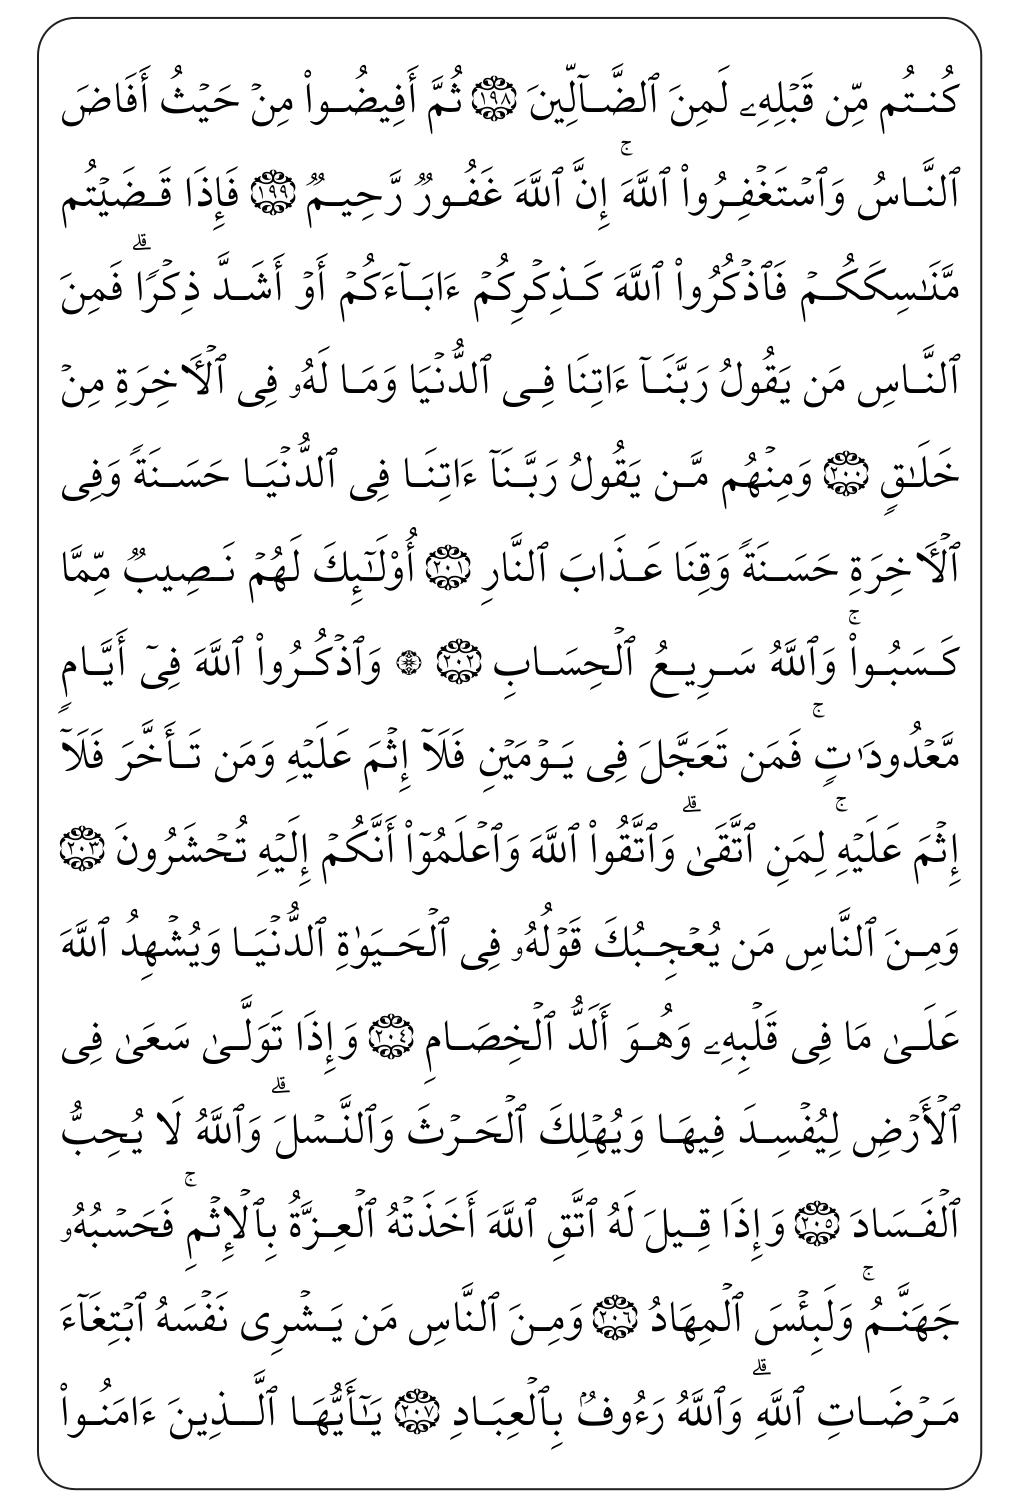 كُنتُم مِّن قَبْلِهِۦ لَمِنَ ٱلضَّآلِّينَ ١٩٨ ثُمَّ أَفِيضُوا۟ مِنْ حَيْثُ أَفَاضَ
ٱلنَّاسُ وَٱسْتَغْفِرُوا۟ ٱللَّهَ ۚ إِنَّ ٱللَّهَ غَفُورٌ رَّحِيمٌ ١٩٩ فَإِذَا قَضَيْتُم
مَّنَـٰسِكَكُمْ فَٱذْكُرُوا۟ ٱللَّهَ كَذِكْرِكُمْ ءَابَآءَكُمْ أَوْ أَشَدَّ ذِكْرًا ۗ فَمِنَ
ٱلنَّاسِ مَن يَقُولُ رَبَّنَآ ءَاتِنَا فِى ٱلدُّنْيَا وَمَا لَهُۥ فِى ٱلْـَٔاخِرَةِ مِنْ
خَلَـٰقٍ ٢٠٠ وَمِنْهُم مَّن يَقُولُ رَبَّنَآ ءَاتِنَا فِى ٱلدُّنْيَا حَسَنَةً وَفِى
ٱلْـَٔاخِرَةِ حَسَنَةً وَقِنَا عَذَابَ ٱلنَّارِ ٢٠١ أُو۟لَـٰٓئِكَ لَهُمْ نَصِيبٌ مِّمَّا
كَسَبُوا۟ ۚ وَٱللَّهُ سَرِيعُ ٱلْحِسَابِ ٢٠٢ ۞ وَٱذْكُرُوا۟ ٱللَّهَ فِىٓ أَيَّامٍ
مَّعْدُودَٰتٍ ۚ فَمَن تَعَجَّلَ فِى يَوْمَيْنِ فَلَآ إِثْمَ عَلَيْهِ وَمَن تَأَخَّرَ فَلَآ
إِثْمَ عَلَيْهِ ۚ لِمَنِ ٱتَّقَىٰ ۗ وَٱتَّقُوا۟ ٱللَّهَ وَٱعْلَمُوٓا۟ أَنَّكُمْ إِلَيْهِ تُحْشَرُونَ ٢٠٣
وَمِنَ ٱلنَّاسِ مَن يُعْجِبُكَ قَوْلُهُۥ فِى ٱلْحَيَوٰةِ ٱلدُّنْيَا وَيُشْهِدُ ٱللَّهَ
عَلَىٰ مَا فِى قَلْبِهِۦ وَهُوَ أَلَدُّ ٱلْخِصَامِ ٢٠٤ وَإِذَا تَوَلَّىٰ سَعَىٰ فِى
ٱلْأَرْضِ لِيُفْسِدَ فِيهَا وَيُهْلِكَ ٱلْحَرْثَ وَٱلنَّسْلَ ۗ وَٱللَّهُ لَا يُحِبُّ
ٱلْفَسَادَ ٢٠٥ وَإِذَا قِيلَ لَهُ ٱتَّقِ ٱللَّهَ أَخَذَتْهُ ٱلْعِزَّةُ بِٱلْإِثْمِ ۚ فَحَسْبُهُۥ
جَهَنَّمُ ۚ وَلَبِئْسَ ٱلْمِهَادُ ٢٠٦ وَمِنَ ٱلنَّاسِ مَن يَشْرِى نَفْسَهُ ٱبْتِغَآءَ
مَرْضَاتِ ٱللَّهِ ۗ وَٱللَّهُ رَءُوفٌۢ بِٱلْعِبَادِ ٢٠٧ يَـٰٓأَيُّهَا ٱلَّذِينَ ءَامَنُوا۟